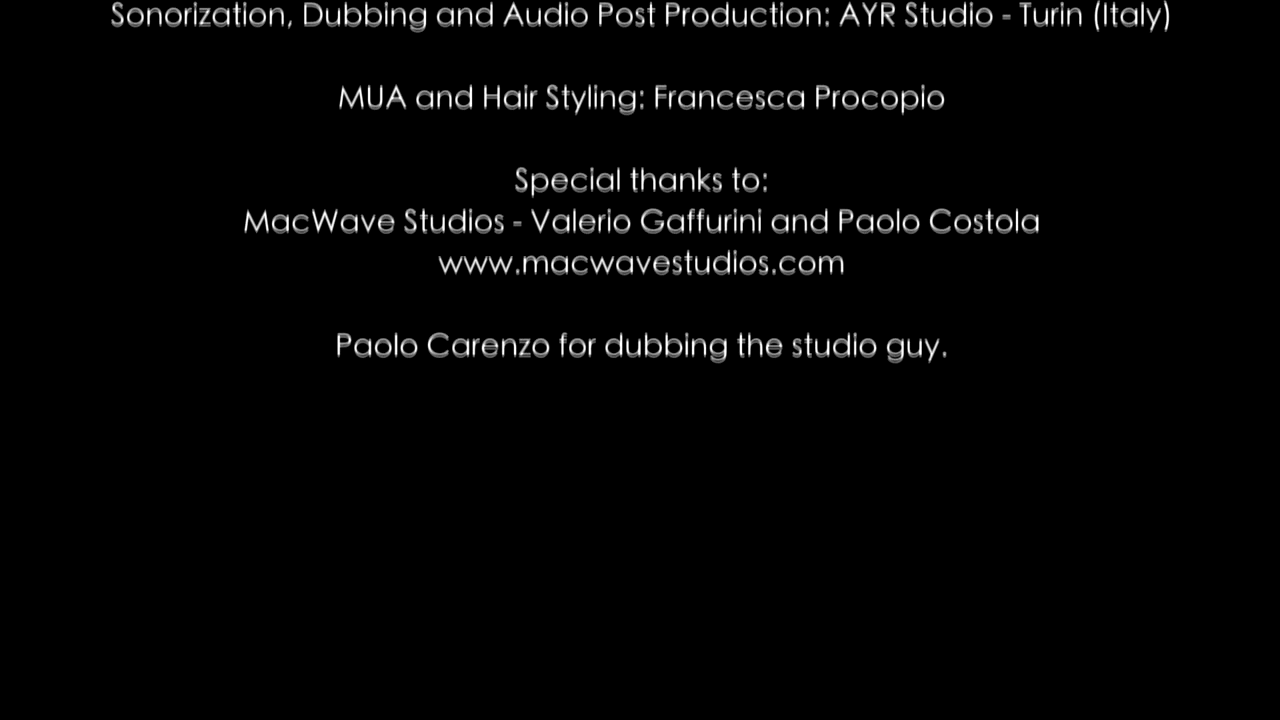 Sonorization, Dubbing and Audio Post Production: AYR Studio - Turin (Italy)
MUA and Hair Styling: Francesca Procopio
Special thanks to:
MacWave Studios - Valerio Gaffurini and Paolo Costola
www.macwavestudios.com
Paolo Carenzo for dubbing the studio guy.